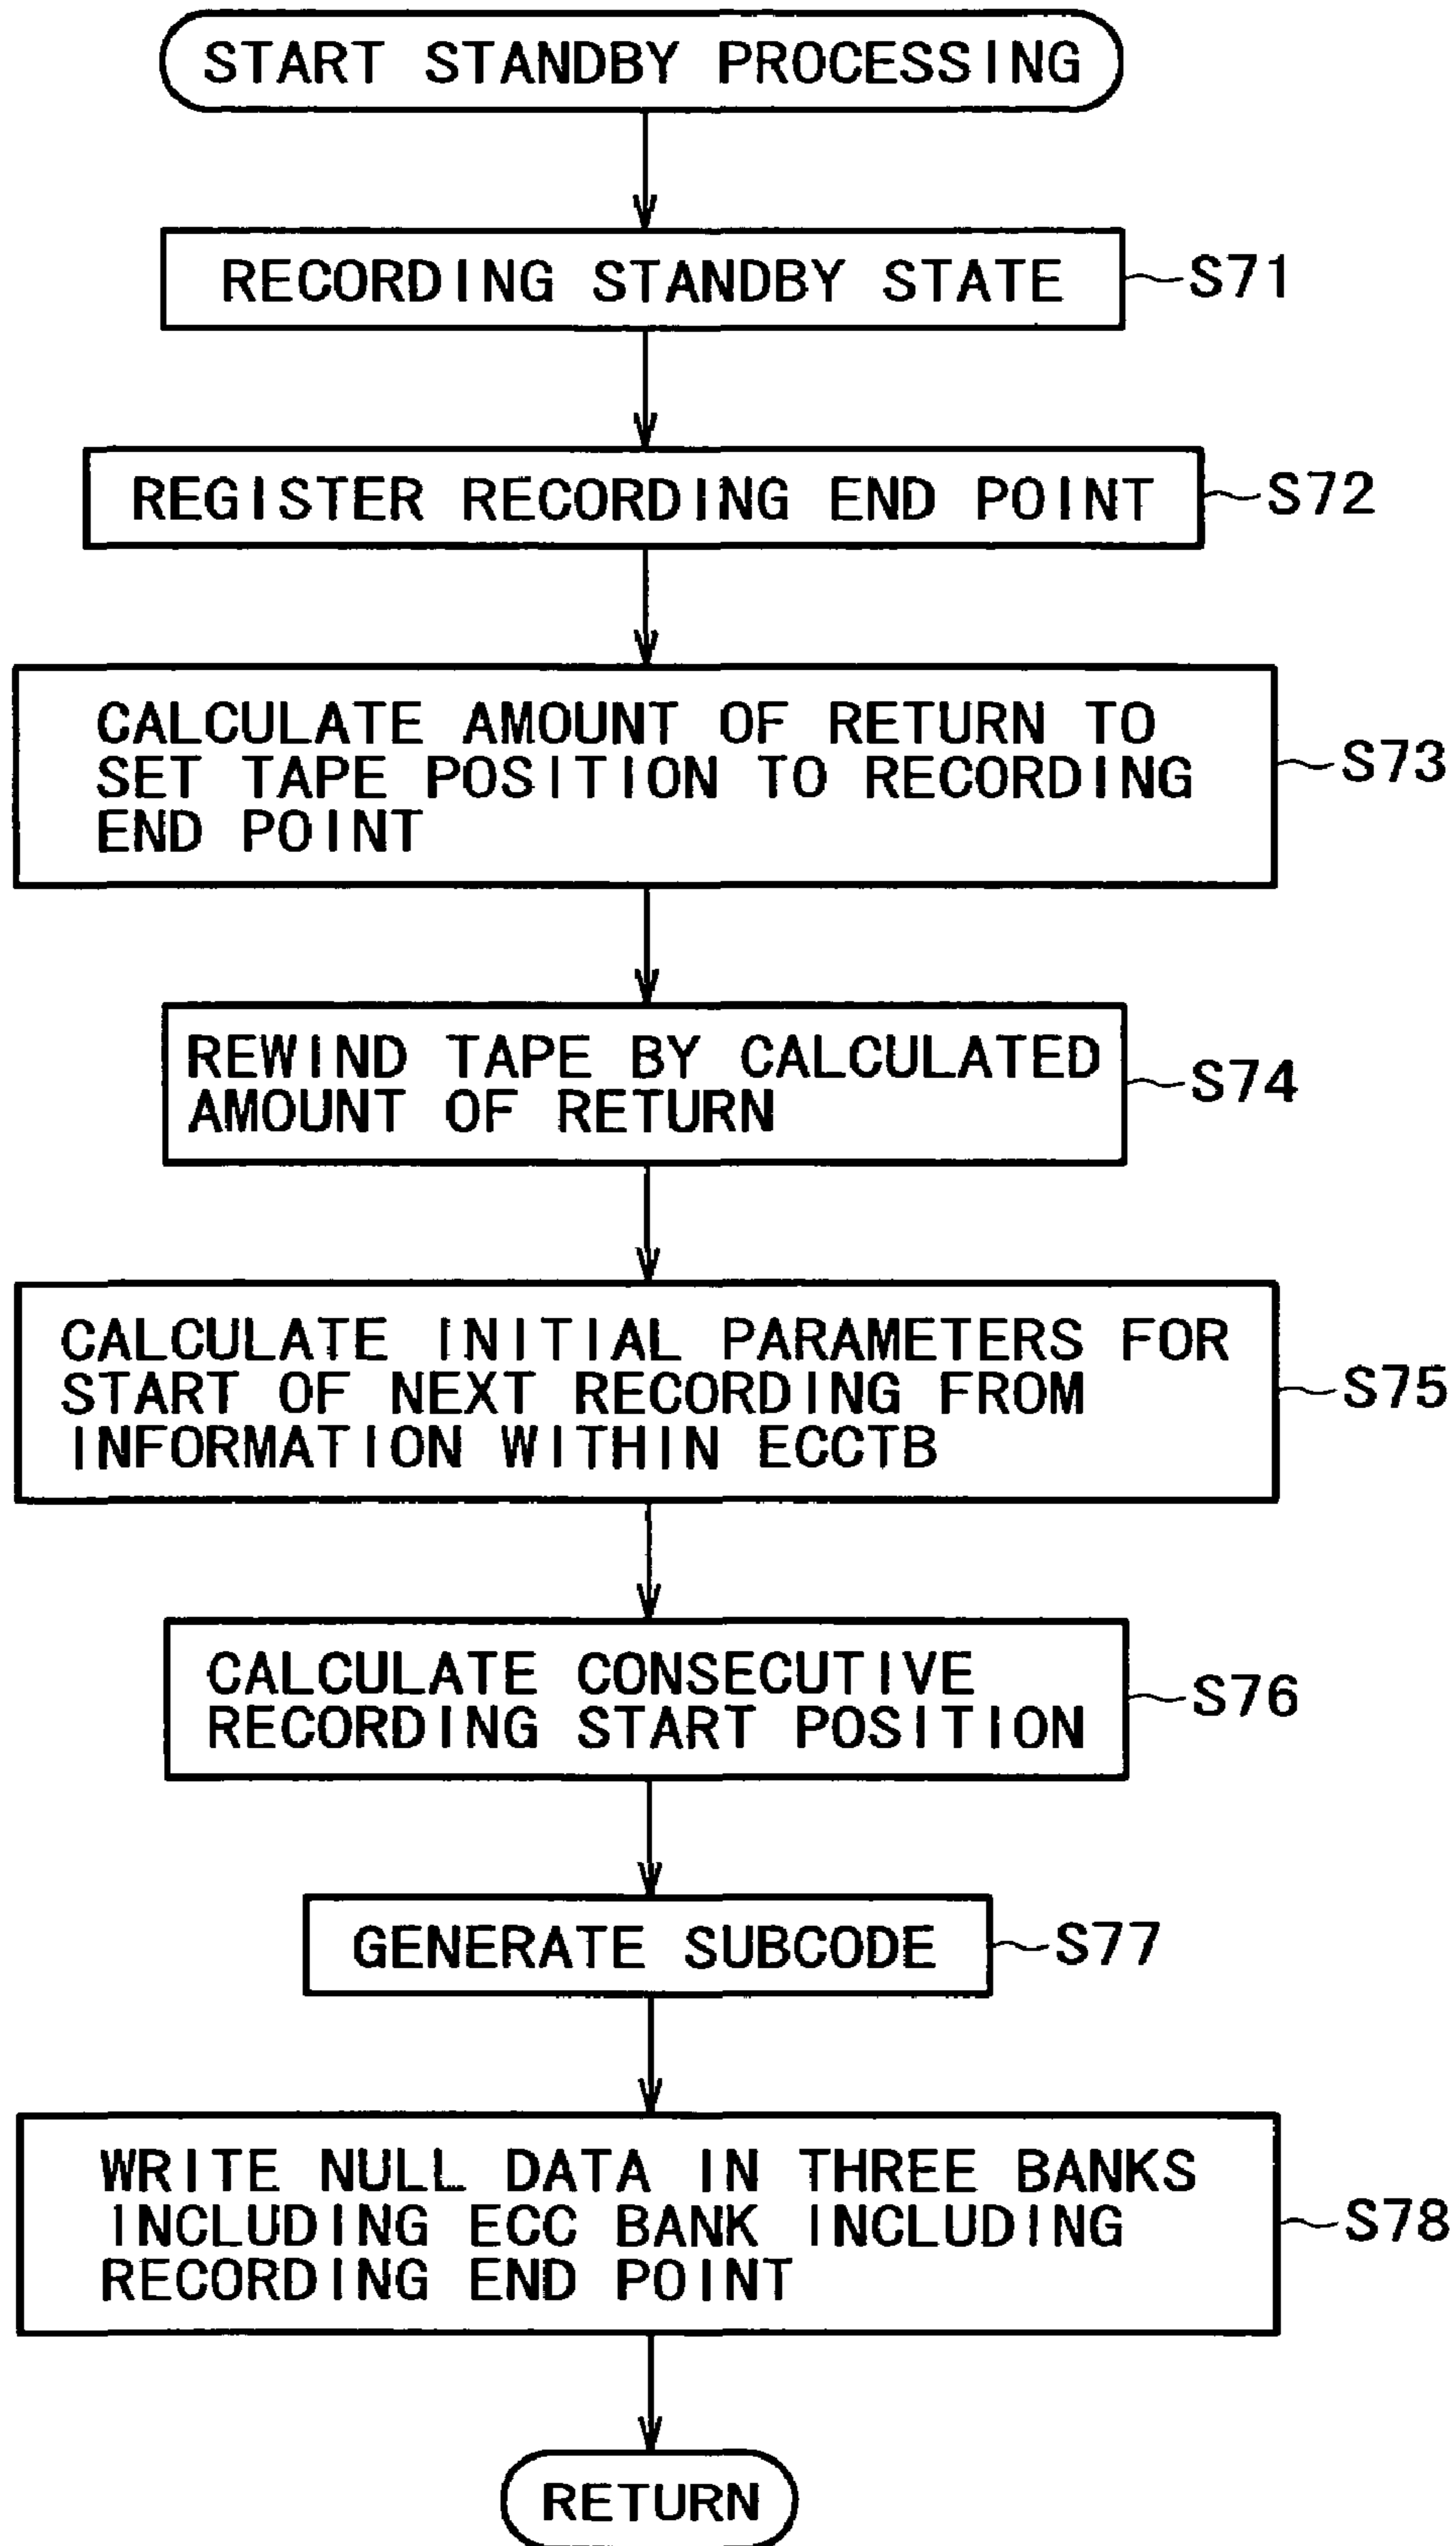 START STANDBY PROCESSING
RECORDING STANDBY STATE
S71
REGISTER RECORDING END POINT
S72
CALCULATE AMOUNT OF RETURN TO
SET TAPE POSITION TO RECORDING
END POINT
S73
REWIND TAPE BY CALCULATED
AMOUNT OF RETURN
S74
CALCULATE INITIAL PARAMETERS FOR
START OF NEXT RECORDING FROM
INFORMATION WITHIN ECCTB
S75
CALCULATE CONSECUTIVE
RECORDING START POSITION
S76
GENERATE SUBCODE
S77
WRITE NULL DATA IN THREE BANKS
INCLUDING ECC BANK INCLUDING
RECORDING END POINT
S78
RETURN